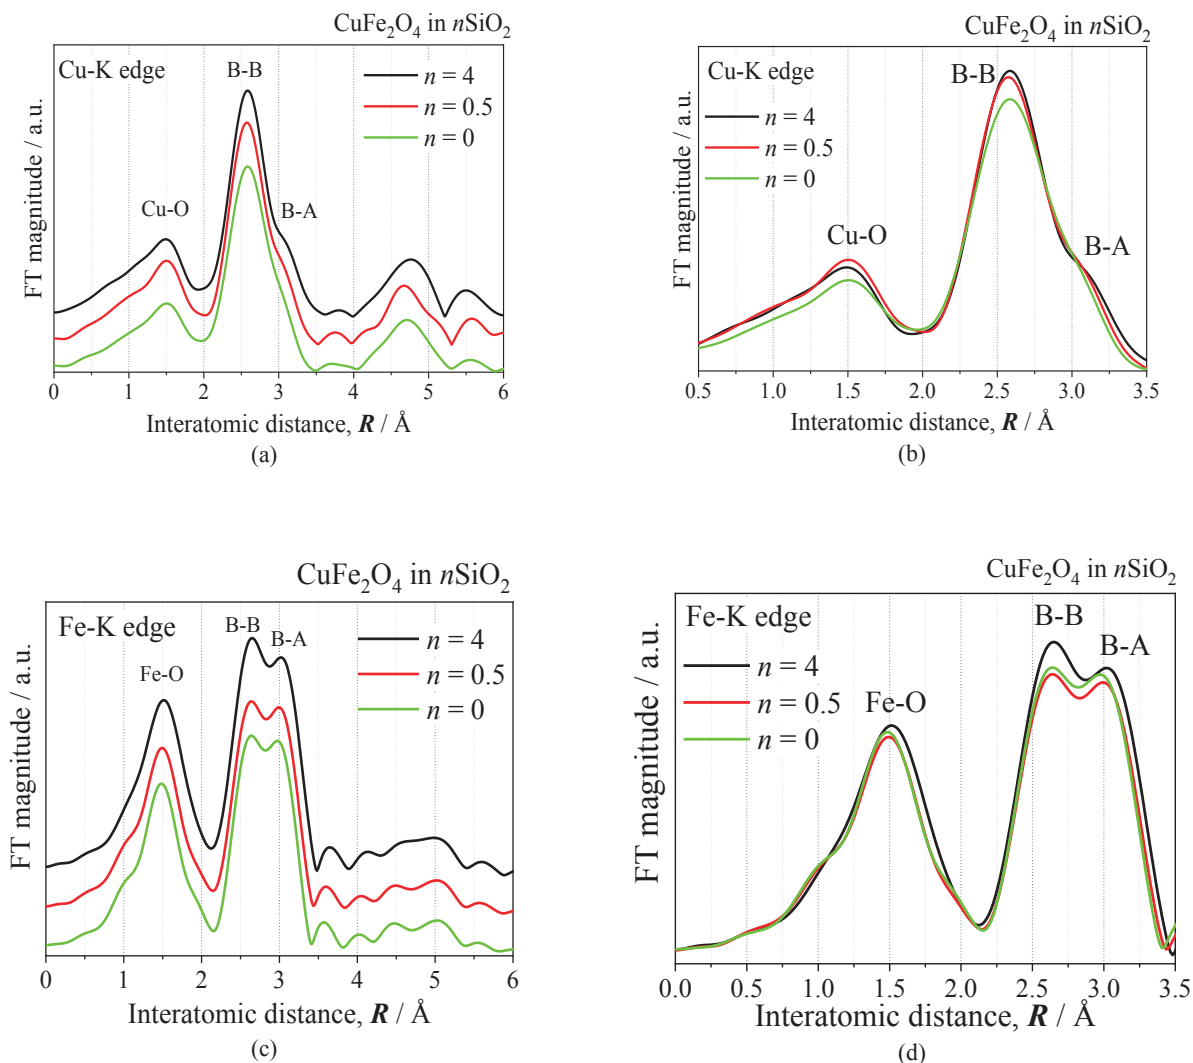 CuFe2O4 in nSiO2
Cu-K edge
B-B
n = 4
n = 0.5
n = 0
Cu-O
B-A
FT magnitude / a.u.
0 1 2 3 4 5 6
Interatomic distance, R / Å
(a)
CuFe2O4 in nSiO2
Cu-K edge
B-B
n = 4
n = 0.5
n = 0
Cu-O
B-A
FT magnitude / a.u.
0.5 1.0 1.5 2.0 2.5 3.0 3.5
Interatomic distance, R / Å
(b)
CuFe2O4 in nSiO2
Fe-K edge
B-B
B-A
n = 4
n = 0.5
n = 0
Fe-O
FT magnitude / a.u.
0 1 2 3 4 5 6
Interatomic distance, R / Å
(c)
CuFe2O4 in nSiO2
Fe-K edge
B-B
B-A
n = 4
n = 0.5
n = 0
Fe-O
FT magnitude / a.u.
0.0 0.5 1.0 1.5 2.0 2.5 3.0 3.5
Interatomic distance, R / Å
(d)